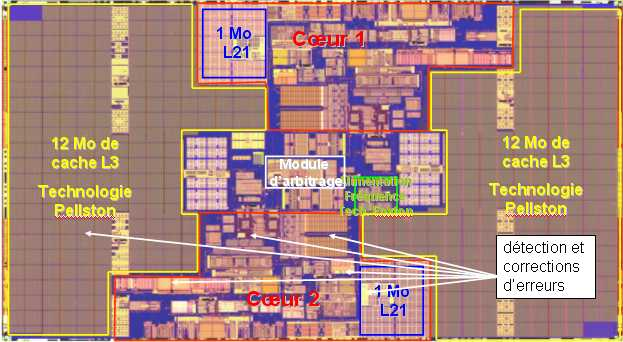 1 Mo
L21
Cœur 1
12 Mo de
cache L3
Technologie
Pellston
Module
d'arbitrage
Fréquence
12 Mo de
cache L3
Technologie
Pellston
détection et
corrections
d'erreurs
Cœur 2
1 Mo
L21